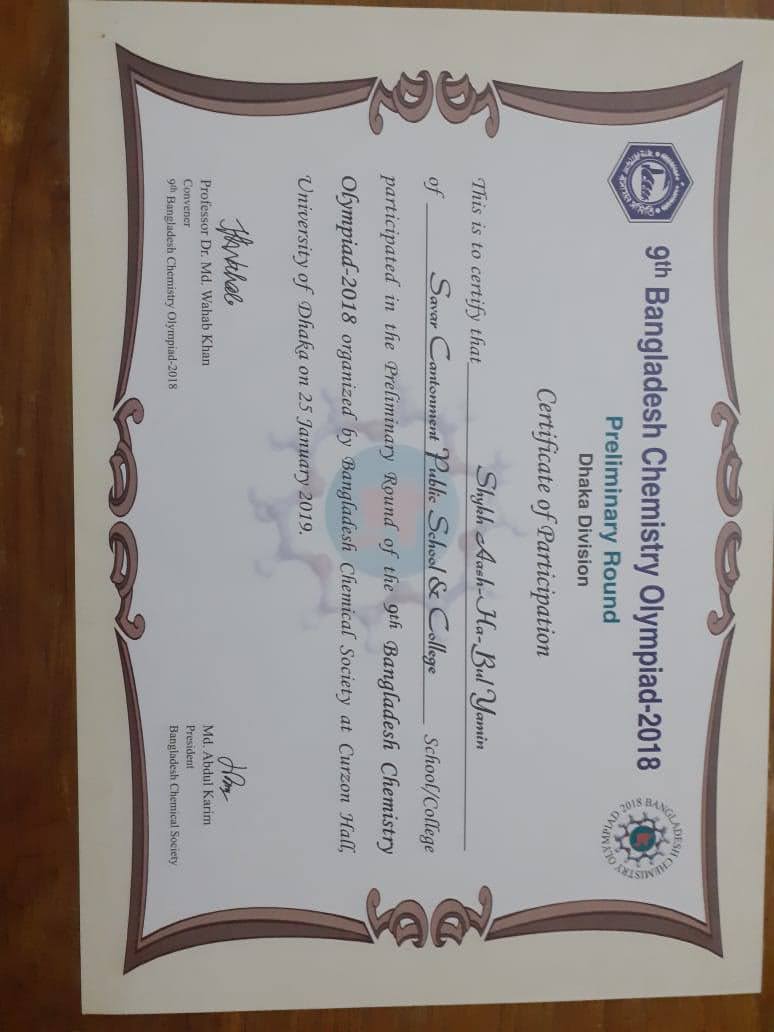 9th Bangladesh Chemistry Olympiad-2018
Preliminary Round
Dhaka Division
Certificate of Participation
This is to certify that Shykh Aash-Ha-Bul Yamin
of Savar Cantonment Public School & College School/College
participated in the Preliminary Round of the 9th Bangladesh Chemistry
Olympiad-2018 organized by Bangladesh Chemical Society at Curzon Hall,
University of Dhaka on 25 January 2019.
Professor Dr. Md. Wahab Khan
Convener
9th Bangladesh Chemistry Olympiad-2018
Md. Abdul Karim
President
Bangladesh Chemical Society
2018 BANGLADESH CHEMISTRY OLYMPIAD